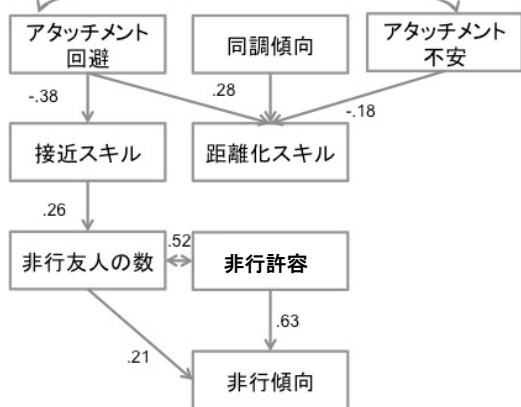 アタッチメント
回避
同調傾向
アタッチメント
不安
-.38
.28
-.18
接近スキル
距離化スキル
.26
.52
非行友人の数
非行許容
.63
.21
非行傾向